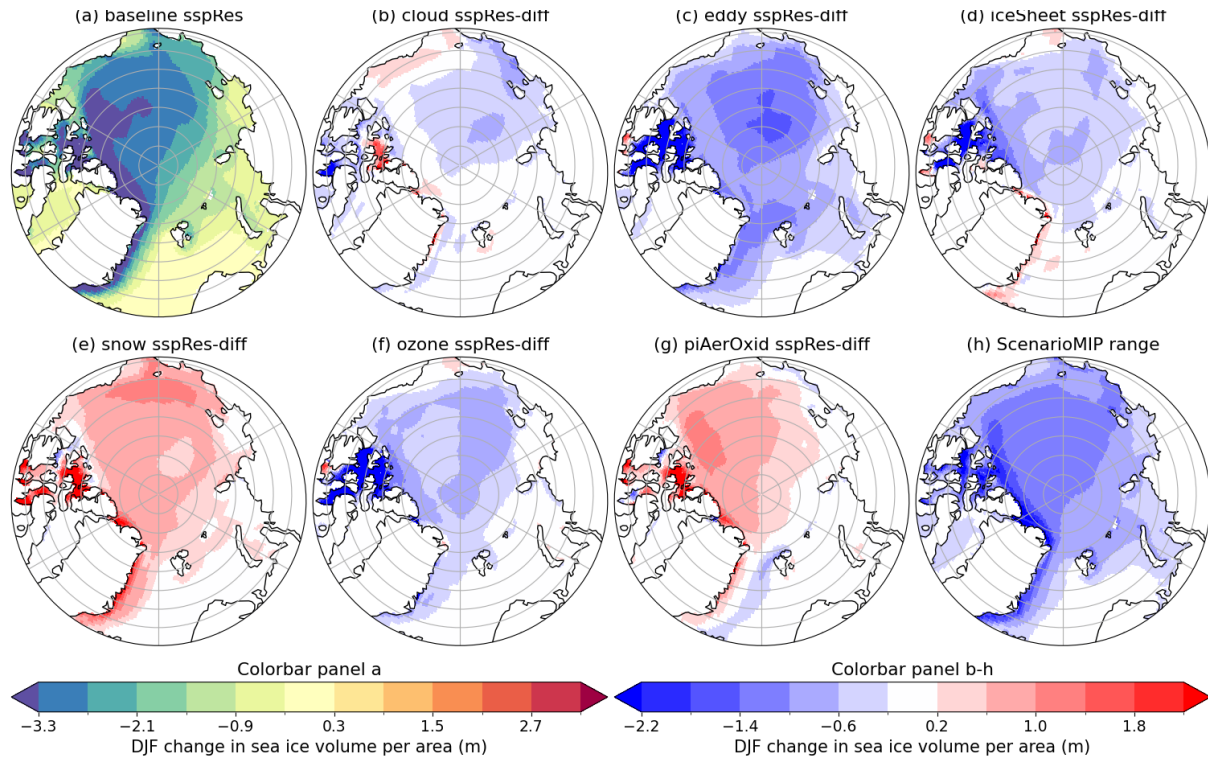 (a) baseline sspRes
(b) cloud sspRes-diff
(c) eddy sspRes-diff
(d) iceSheet sspRes-diff
(e) snow sspRes-diff
(f) ozone sspRes-diff
(g) piAerOxid sspRes-diff
(h) ScenarioMIP range
Colorbar panel a
−3.3 −2.1 −0.9 0.3 1.5 2.7
DJF change in sea ice volume per area (m)
Colorbar panel b-h
−2.2 −1.4 −0.6 0.2 1.0 1.8
DJF change in sea ice volume per area (m)